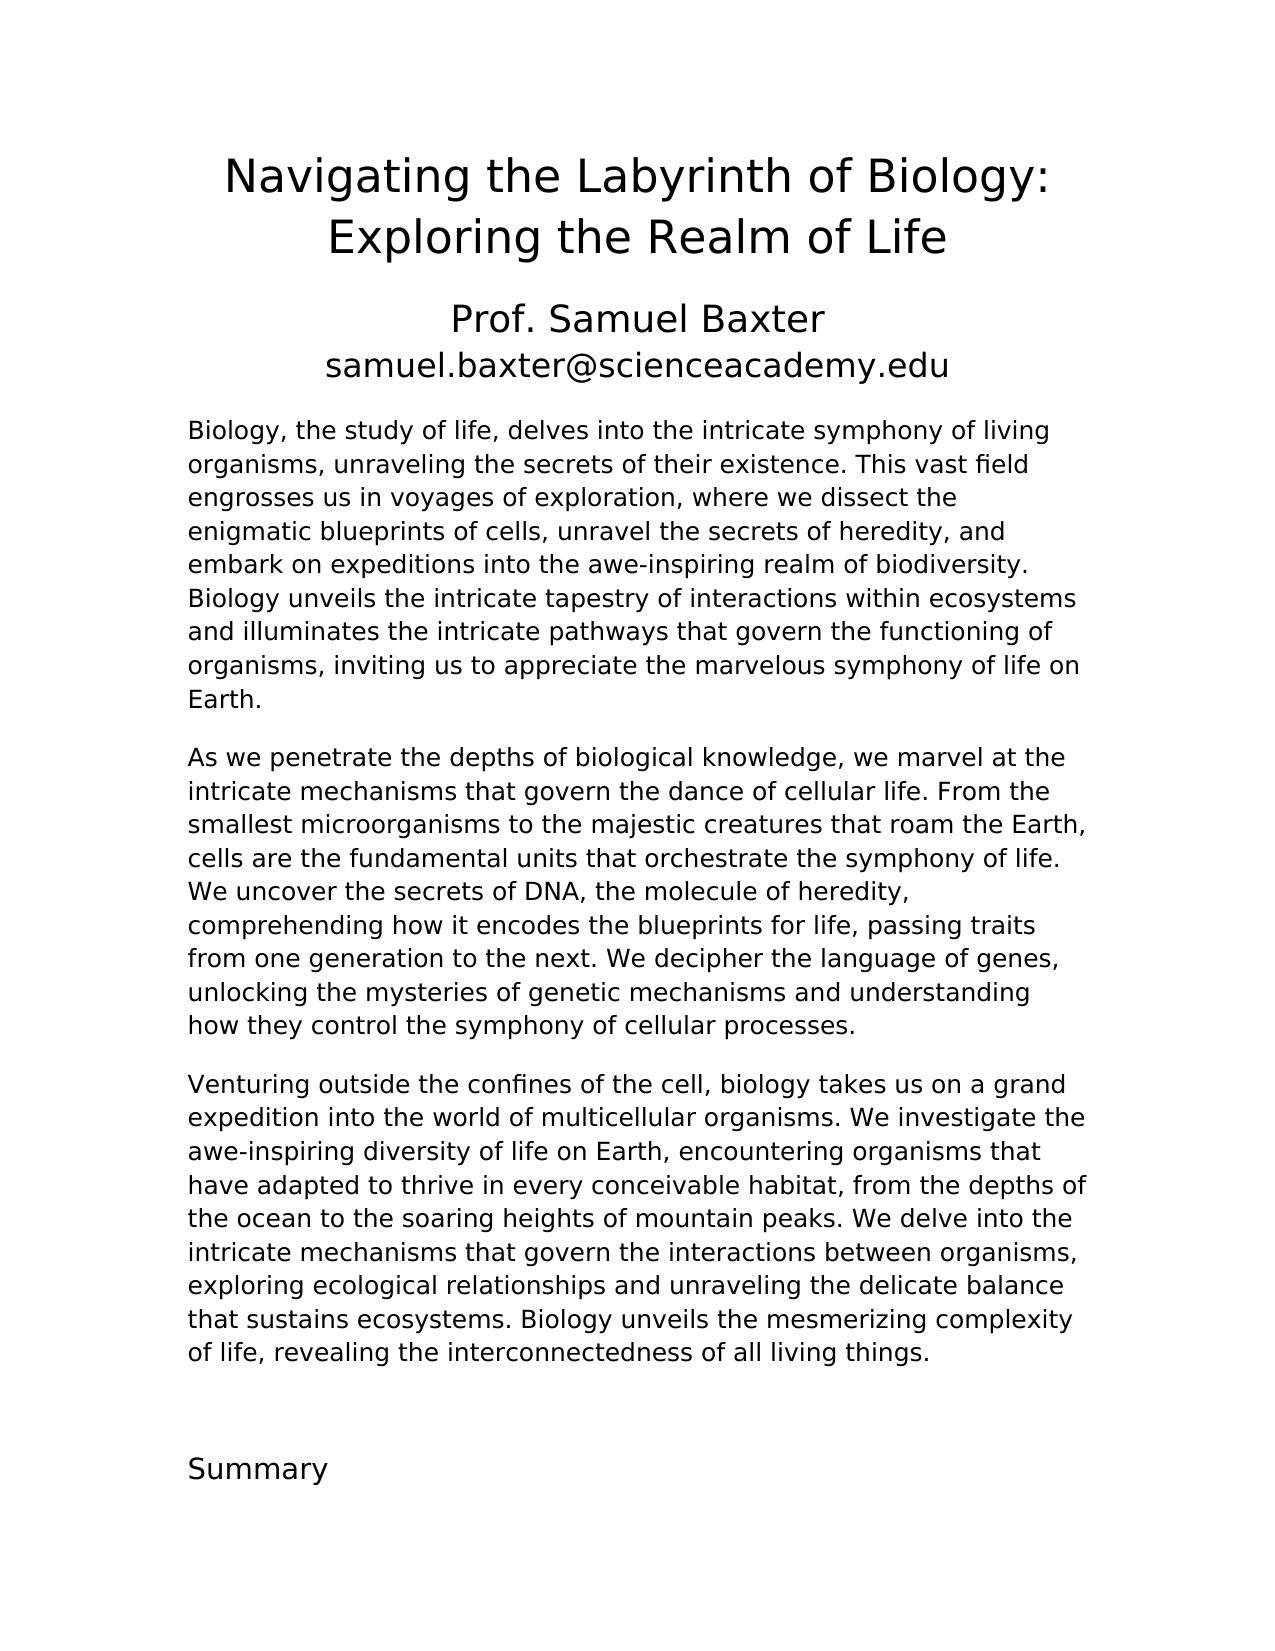 Navigating the Labyrinth of Biology:
Exploring the Realm of Life
Prof. Samuel Baxter
samuel.baxter@scienceacademy.edu
Biology, the study of life, delves into the intricate symphony of living
organisms, unraveling the secrets of their existence. This vast field
engrosses us in voyages of exploration, where we dissect the
enigmatic blueprints of cells, unravel the secrets of heredity, and
embark on expeditions into the awe-inspiring realm of biodiversity.
Biology unveils the intricate tapestry of interactions within ecosystems
and illuminates the intricate pathways that govern the functioning of
organisms, inviting us to appreciate the marvelous symphony of life on
Earth.
As we penetrate the depths of biological knowledge, we marvel at the
intricate mechanisms that govern the dance of cellular life. From the
smallest microorganisms to the majestic creatures that roam the Earth,
cells are the fundamental units that orchestrate the symphony of life.
We uncover the secrets of DNA, the molecule of heredity,
comprehending how it encodes the blueprints for life, passing traits
from one generation to the next. We decipher the language of genes,
unlocking the mysteries of genetic mechanisms and understanding
how they control the symphony of cellular processes.
Venturing outside the confines of the cell, biology takes us on a grand
expedition into the world of multicellular organisms. We investigate the
awe-inspiring diversity of life on Earth, encountering organisms that
have adapted to thrive in every conceivable habitat, from the depths of
the ocean to the soaring heights of mountain peaks. We delve into the
intricate mechanisms that govern the interactions between organisms,
exploring ecological relationships and unraveling the delicate balance
that sustains ecosystems. Biology unveils the mesmerizing complexity
of life, revealing the interconnectedness of all living things.
Summary